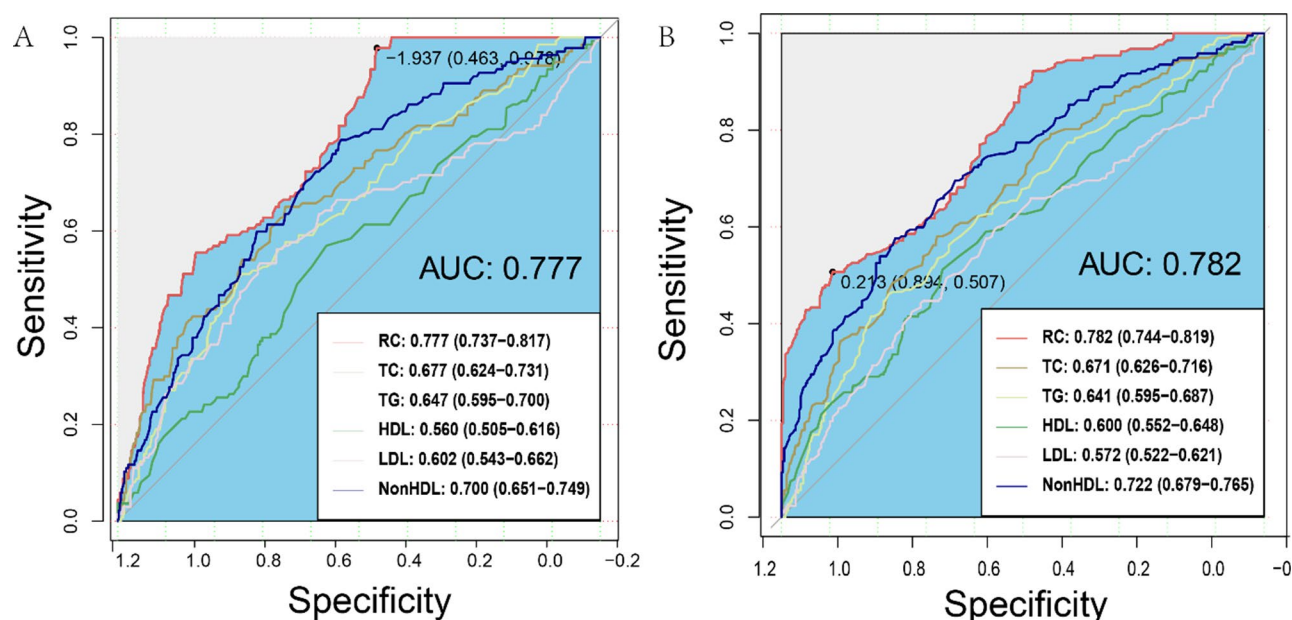 A
Sensitivity
1.0
0.8
0.6
0.4
0.2
0.0
−1.937 (0.463, 0.978)
AUC: 0.777
RC: 0.777 (0.737−0.817)
TC: 0.677 (0.624−0.731)
TG: 0.647 (0.595−0.700)
HDL: 0.560 (0.505−0.616)
LDL: 0.602 (0.543−0.662)
NonHDL: 0.700 (0.651−0.749)
1.2 1.0 0.8 0.6 0.4 0.2 0.0 −0.2
Specificity
B
Sensitivity
1.0
0.8
0.6
0.4
0.2
0.0
0.213 (0.894, 0.507)
AUC: 0.782
RC: 0.782 (0.744−0.819)
TC: 0.671 (0.626−0.716)
TG: 0.641 (0.595−0.687)
HDL: 0.600 (0.552−0.648)
LDL: 0.572 (0.522−0.621)
NonHDL: 0.722 (0.679−0.765)
1.2 1.0 0.8 0.6 0.4 0.2 0.0 −0
Specificity